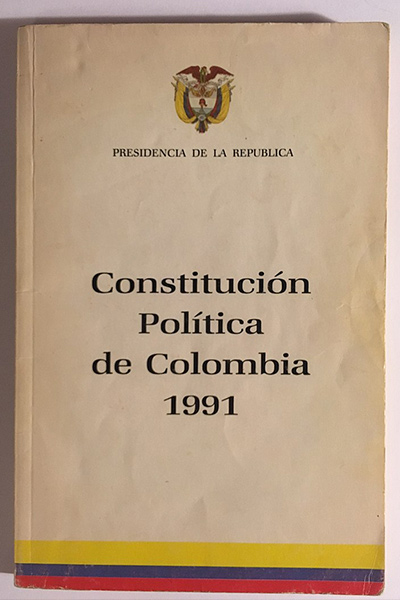 PRESIDENCIA DE LA REPUBLICA
Constitución
Política
de Colombia
1991